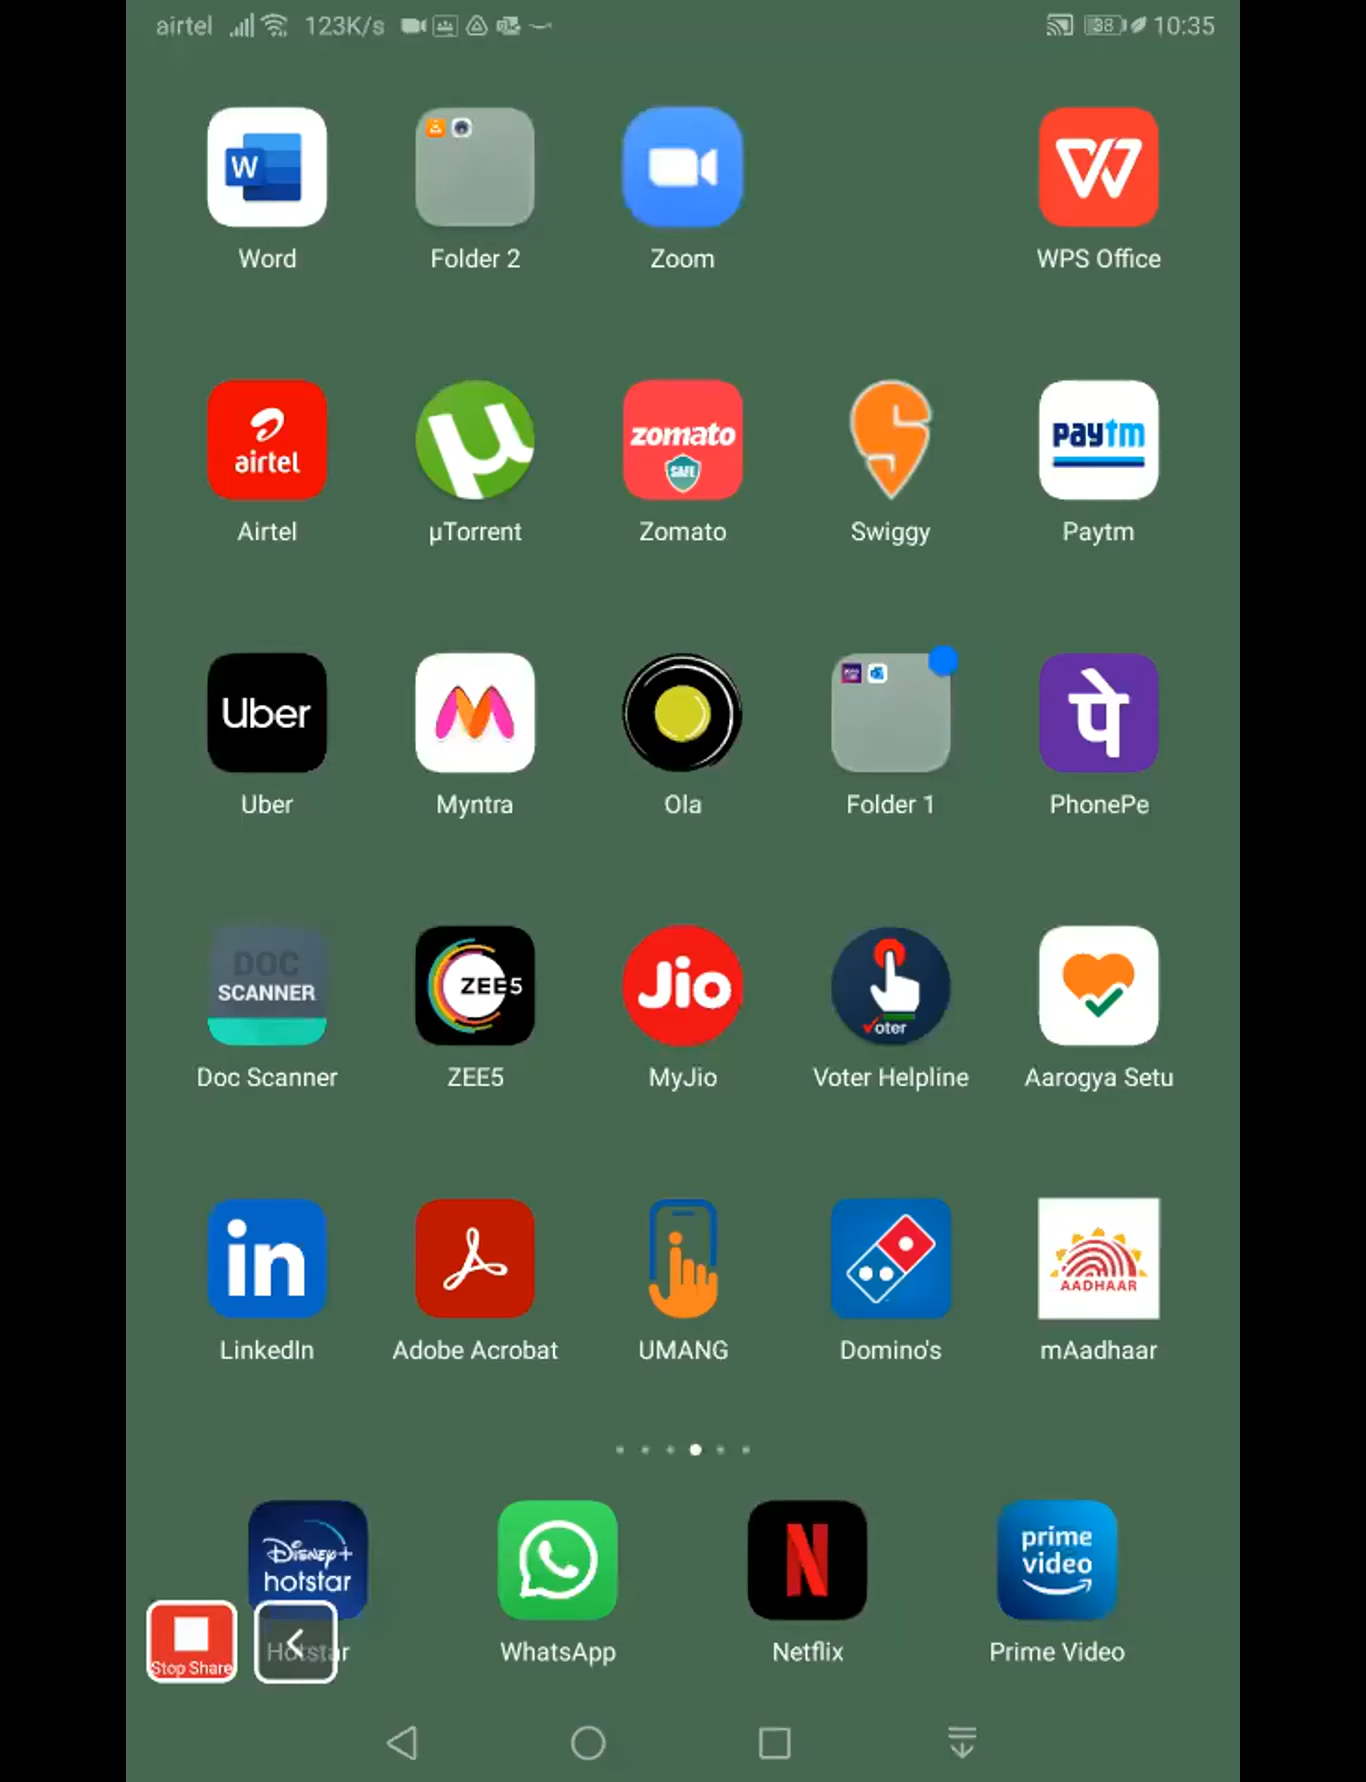 airtel 123K/s 38 10:35
W
Word Folder 2 Zoom WPS Office
airtel zomato paytm
SAFE
Airtel µTorrent Zomato Swiggy Paytm
Uber पे
Uber Myntra Ola Folder 1 PhonePe
DOC
SCANNER ZEE5 Jio
Voter
Doc Scanner ZEE5 MyJio Voter Helpline Aarogya Setu
in AADHAAR
LinkedIn Adobe Acrobat UMANG Domino's mAadhaar
Disney+ prime
hotstar N video
Stop Share Hotstar WhatsApp Netflix Prime Video